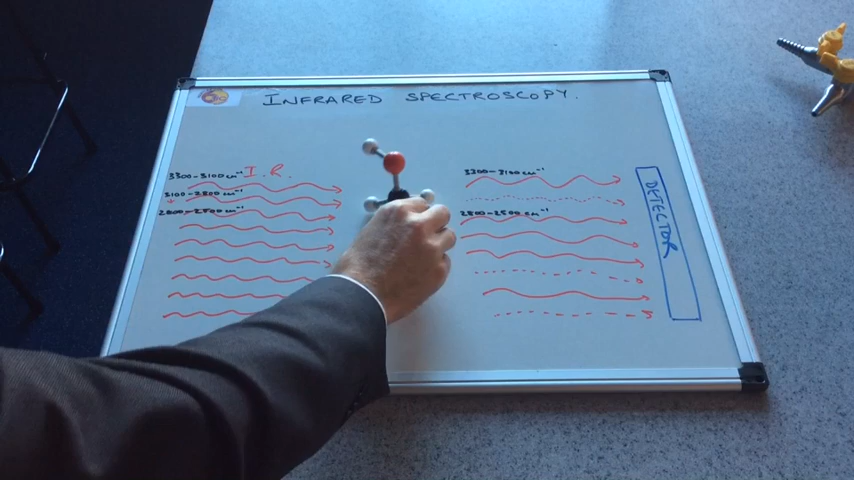 INFRARED SPECTROSCOPY.
I.R.
3300-3100 cm⁻¹
3100-2800 cm⁻¹
2800-2500 cm⁻¹
3300-3100 cm⁻¹
2800-2500 cm⁻¹
DETECTOR